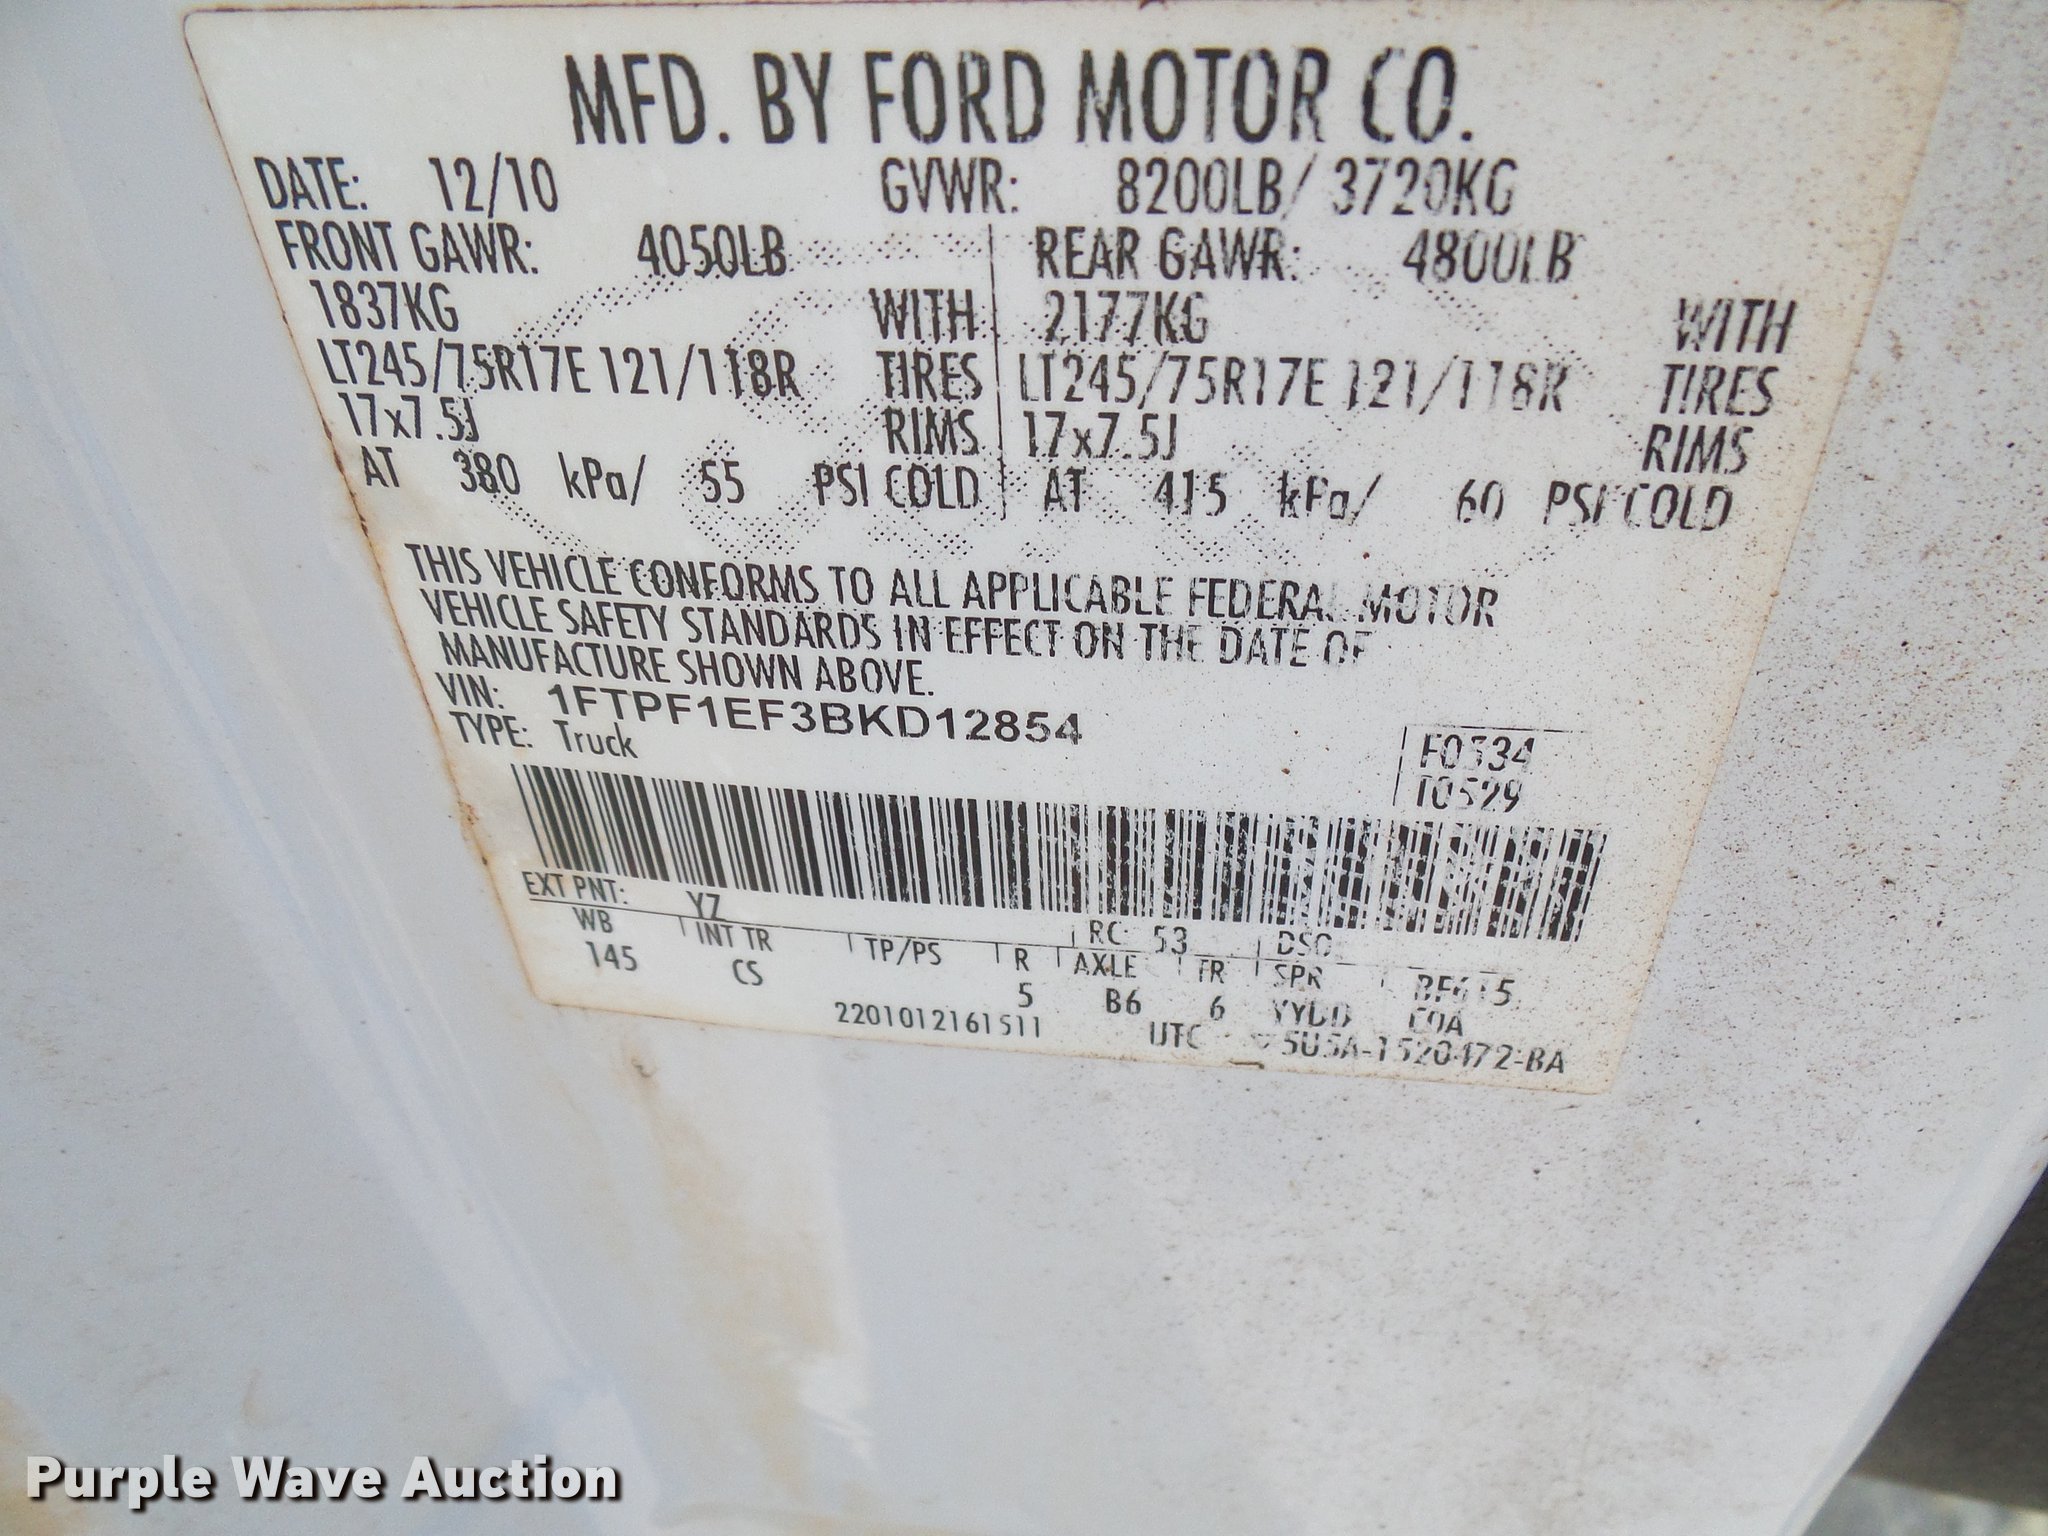 MFD. BY FORD MOTOR CO.
DATE: 12/10 GVWR: 8200LB/ 3720KG
FRONT GAWR: 4050LB REAR GAWR: 4800LB
1837KG WITH 2177KG WITH
LT245/75R17E 121/118R TIRES LT245/75R17E 121/118R TIRES
17x7.5J RIMS 17x7.5J RIMS
AT 380 kPa/ 55 PSI COLD AT 415 kPa/ 60 PSI COLD
THIS VEHICLE CONFORMS TO ALL APPLICABLE FEDERAL MOTOR
VEHICLE SAFETY STANDARDS IN EFFECT ON THE DATE OF
MANUFACTURE SHOWN ABOVE.
VIN: 1FTPF1EF3BKD12854
TYPE: Truck
F0334
T0529
EXT PNT: YZ RC: 53 DSO:
WB INT TR TP/PS R AXLE TR SPR
145 CS 5 B6 6 YYDD
2201012161511 UTC 5U5A-1520472-BA
Purple Wave Auction